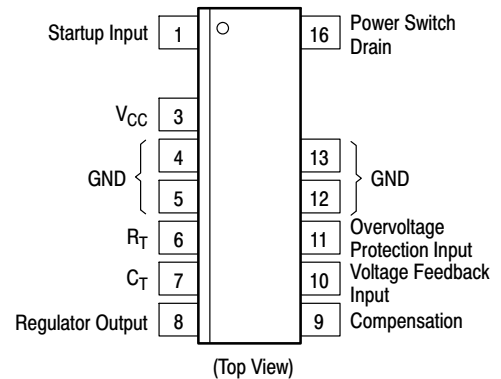 Startup Input 1 16 Power Switch
Drain
VCC 3
4 13
GND GND
5 12
RT 6 11 Overvoltage
Protection Input
CT 7 10 Voltage Feedback
Input
Regulator Output 8 9 Compensation
(Top View)